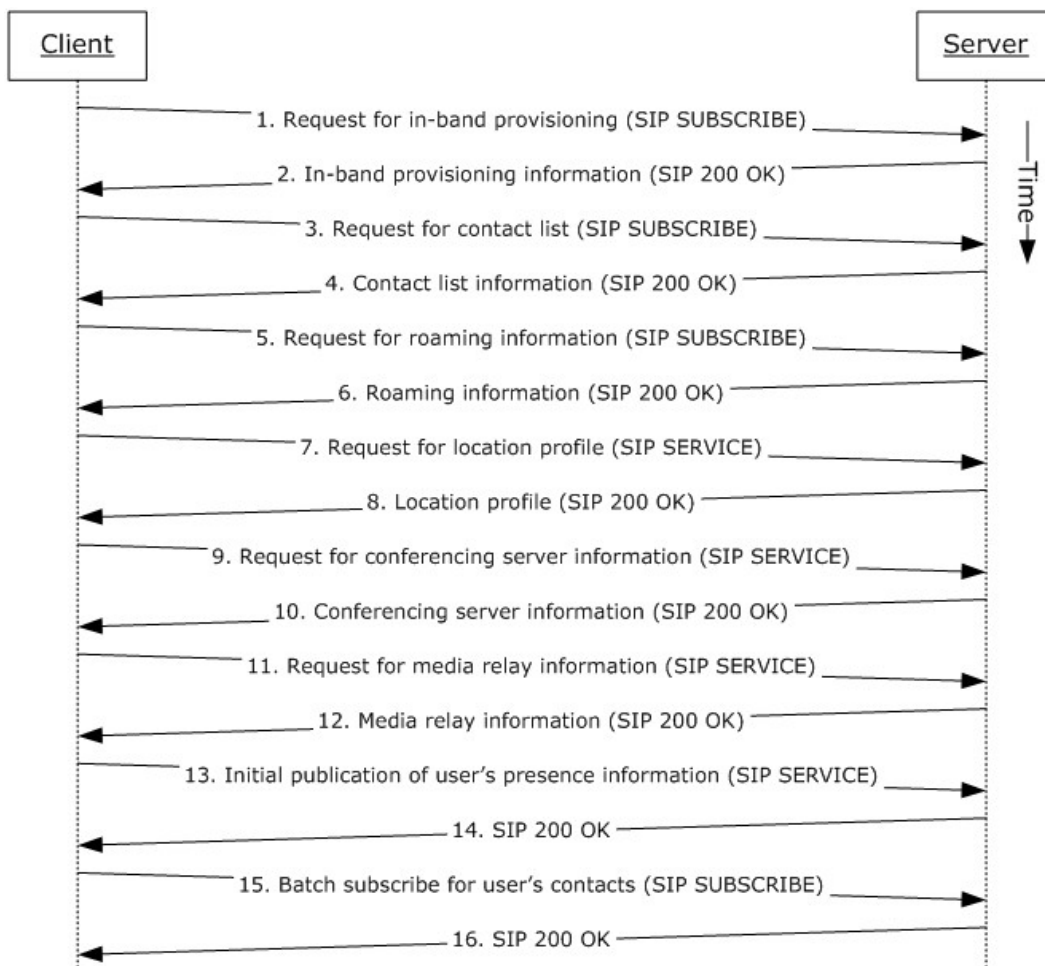 Client
Server
1. Request for in-band provisioning (SIP SUBSCRIBE)
Time
2. In-band provisioning information (SIP 200 OK)
3. Request for contact list (SIP SUBSCRIBE)
4. Contact list information (SIP 200 OK)
5. Request for roaming information (SIP SUBSCRIBE)
6. Roaming information (SIP 200 OK)
7. Request for location profile (SIP SERVICE)
8. Location profile (SIP 200 OK)
9. Request for conferencing server information (SIP SERVICE)
10. Conferencing server information (SIP 200 OK)
11. Request for media relay information (SIP SERVICE)
12. Media relay information (SIP 200 OK)
13. Initial publication of user’s presence information (SIP SERVICE)
14. SIP 200 OK
15. Batch subscribe for user’s contacts (SIP SUBSCRIBE)
16. SIP 200 OK